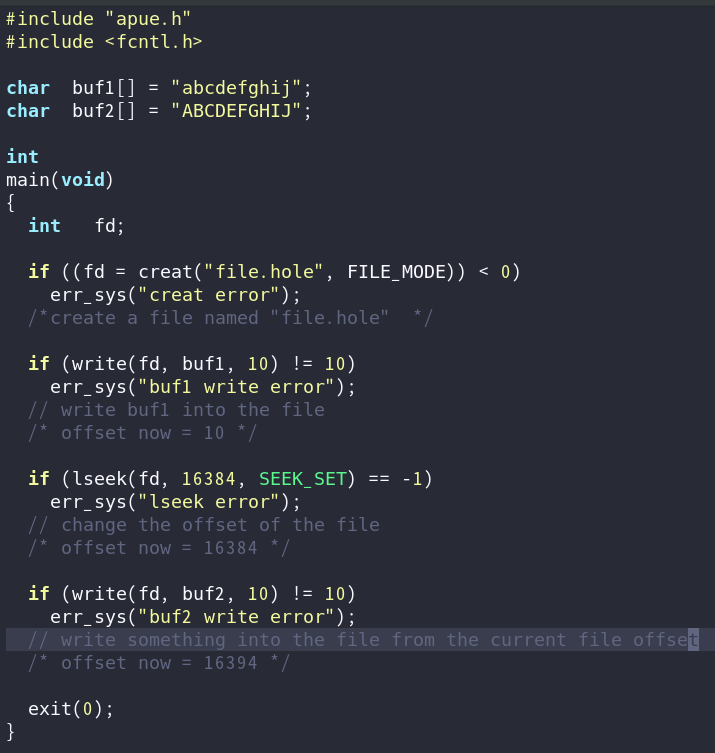 #include "apue.h"
#include <fcntl.h>
char  buf1[] = "abcdefghij";
char  buf2[] = "ABCDEFGHIJ";
int
main(void)
{
  int   fd;
  if ((fd = creat("file.hole", FILE_MODE)) < 0)
    err_sys("creat error");
  /*create a file named "file.hole"  */
  if (write(fd, buf1, 10) != 10)
    err_sys("buf1 write error");
  // write buf1 into the file
  /* offset now = 10 */
  if (lseek(fd, 16384, SEEK_SET) == -1)
    err_sys("lseek error");
  // change the offset of the file
  /* offset now = 16384 */
  if (write(fd, buf2, 10) != 10)
    err_sys("buf2 write error");
  // write something into the file from the current file offset
  /* offset now = 16394 */
  exit(0);
}